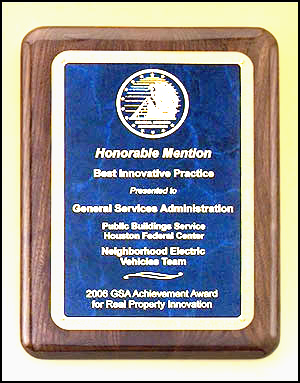 Honorable Mention
Best Innovative Practice
Presented to
General Services Administration
Public Buildings Service
Houston Federal Center
Neighborhood Electric
Vehicles Team
2006 GSA Achievement Award
for Real Property Innovation